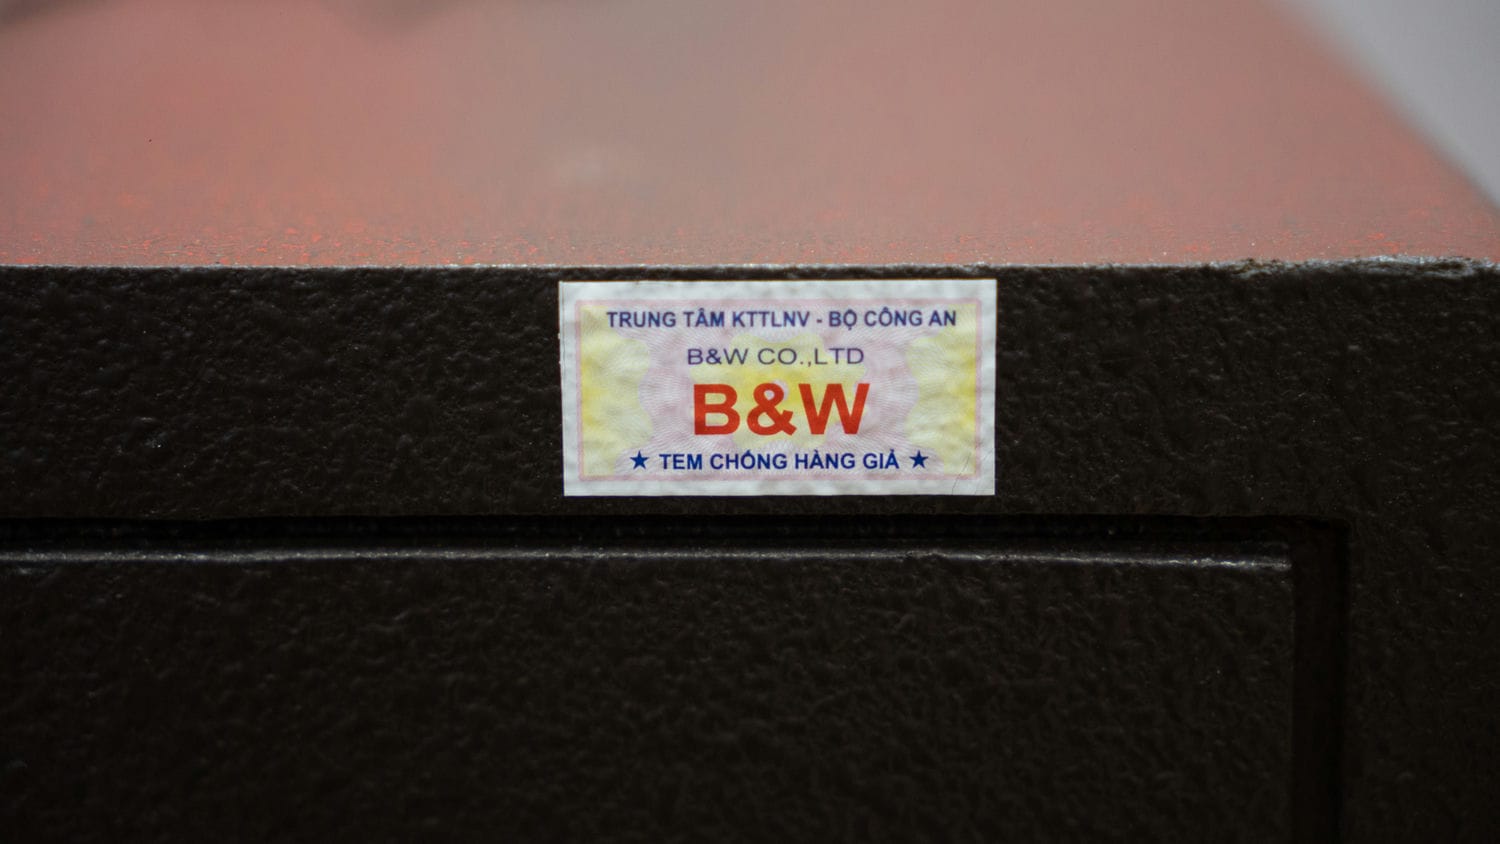 TRUNG TÂM KTTLNV - BỘ CÔNG AN
B&W CO.,LTD
B&W
★ TEM CHỐNG HÀNG GIẢ ★